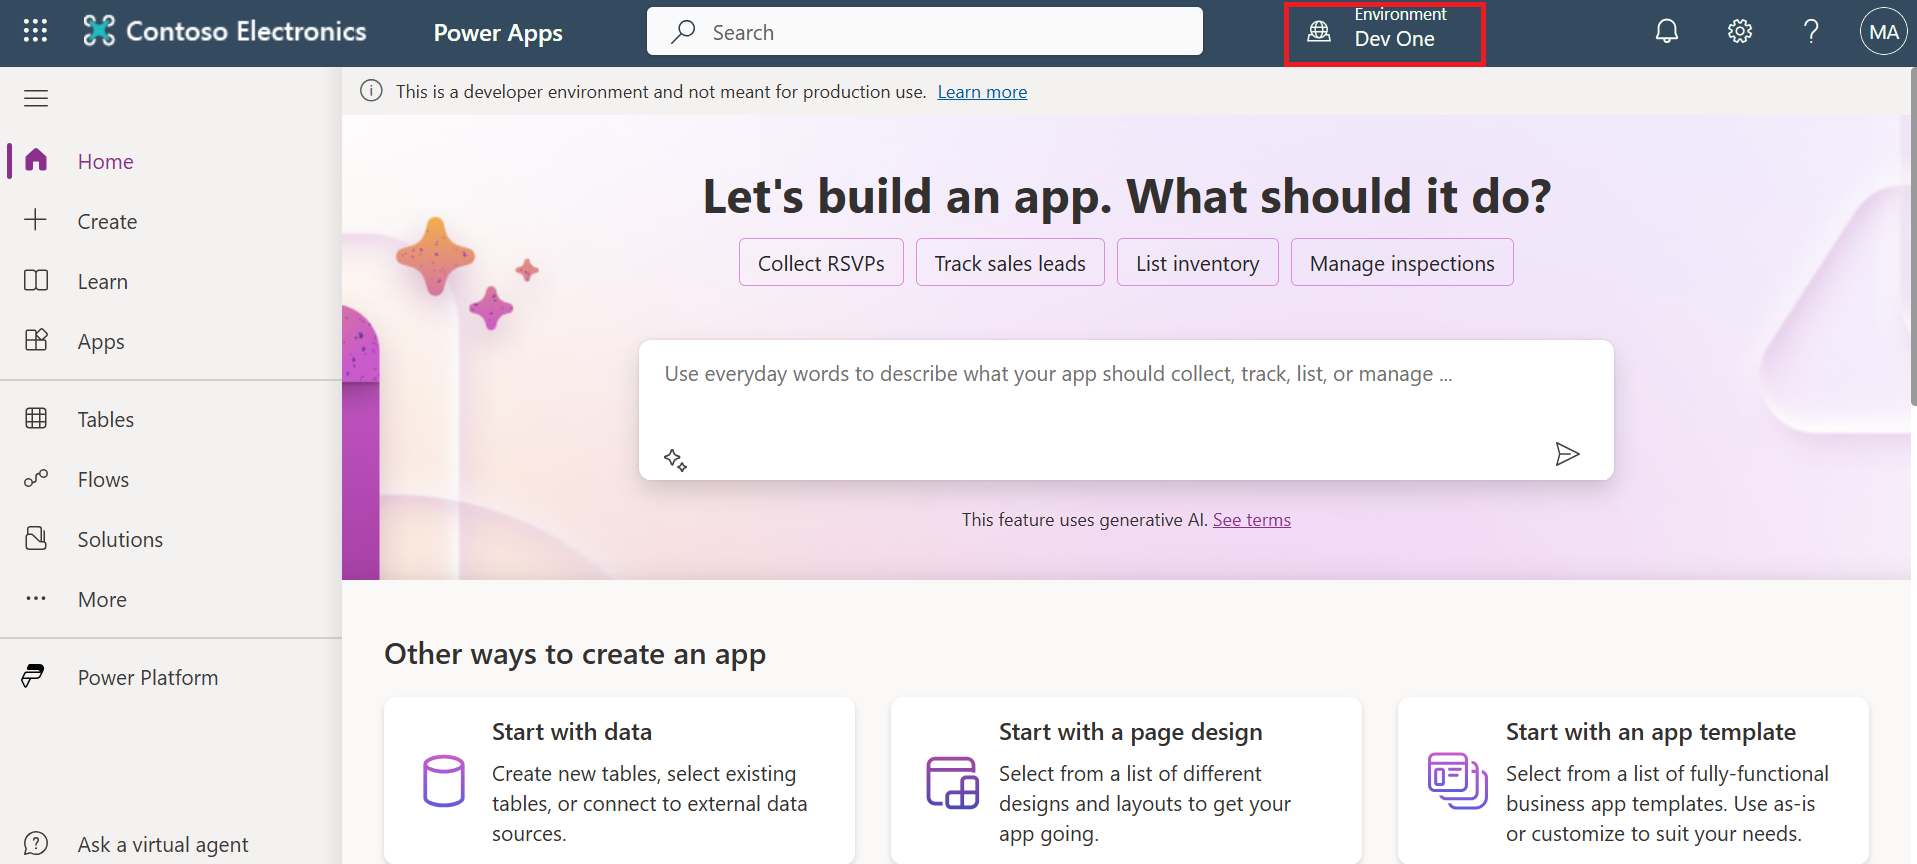 Contoso Electronics
Power Apps
Search
Environment
Dev One
MA
This is a developer environment and not meant for production use. Learn more
Home
Create
Learn
Apps
Tables
Flows
Solutions
More
Power Platform
Ask a virtual agent
Let's build an app. What should it do?
Collect RSVPs
Track sales leads
List inventory
Manage inspections
Use everyday words to describe what your app should collect, track, list, or manage ...
This feature uses generative AI. See terms
Other ways to create an app
Start with data
Create new tables, select existing
tables, or connect to external data
sources.
Start with a page design
Select from a list of different
designs and layouts to get your
app going.
Start with an app template
Select from a list of fully-functional
business app templates. Use as-is
or customize to suit your needs.